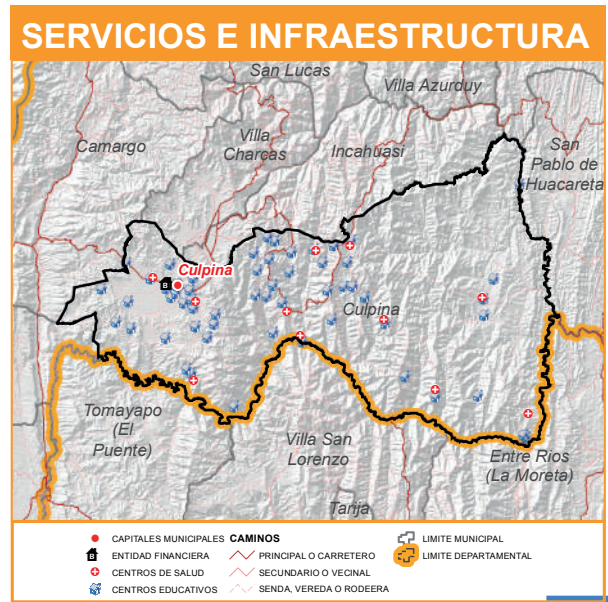 SERVICIOS E INFRAESTRUCTURA
San Lucas
Villa Azurduy
Camargo
Villa
Charcas
Incahuasi
San
Pablo de
Huacareta
Culpina
B
Culpina
Tomayapo
(El
Puente)
Villa San
Lorenzo
Entre Rios
(La Moreta)
Tarija
CAPITALES MUNICIPALES
B ENTIDAD FINANCIERA
CENTROS DE SALUD
CENTROS EDUCATIVOS
CAMINOS
PRINCIPAL O CARRETERO
SECUNDARIO O VECINAL
SENDA, VEREDA O RODEERA
LIMITE MUNICIPAL
LIMITE DEPARTAMENTAL